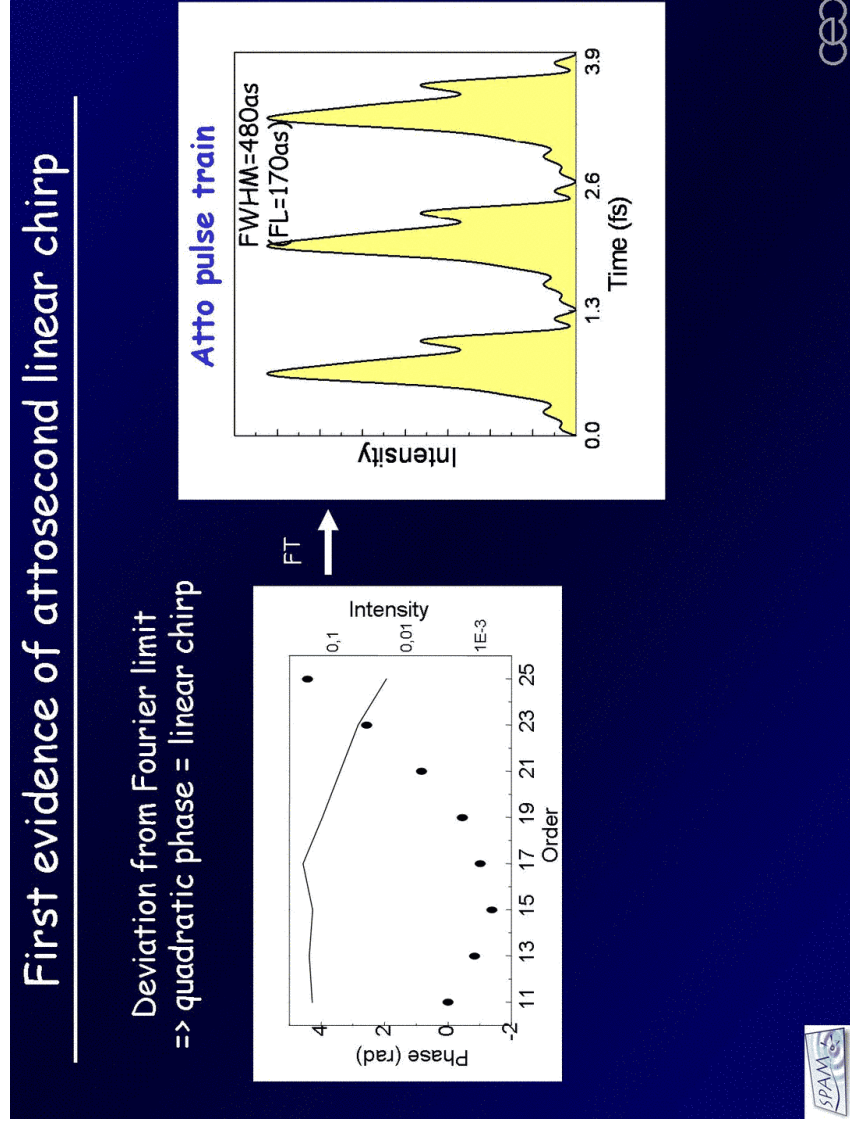 First evidence of attosecond linear chirp
Deviation from Fourier limit
=> quadratic phase = linear chirp
Phase (rad)
4
2
0
-2
Intensity
0,1
0,01
1E-3
11 13 15 17 19 21 23 25
Order
FT
Atto pulse train
FWHM=480as
(FL=170as)
Intensity
0.0 1.3 2.6 3.9
Time (fs)
SPAM
cea